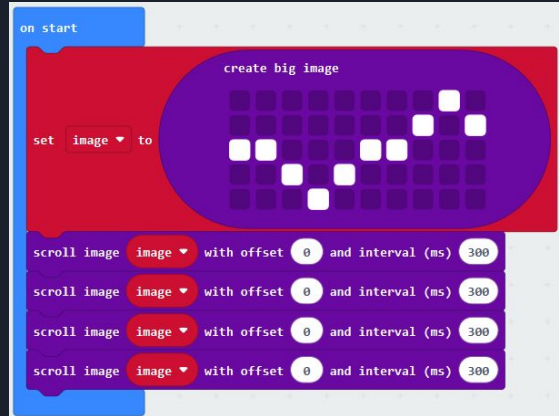 on start
create big image
set image to
scroll image image with offset 0 and interval (ms) 300
scroll image image with offset 0 and interval (ms) 300
scroll image image with offset 0 and interval (ms) 300
scroll image image with offset 0 and interval (ms) 300